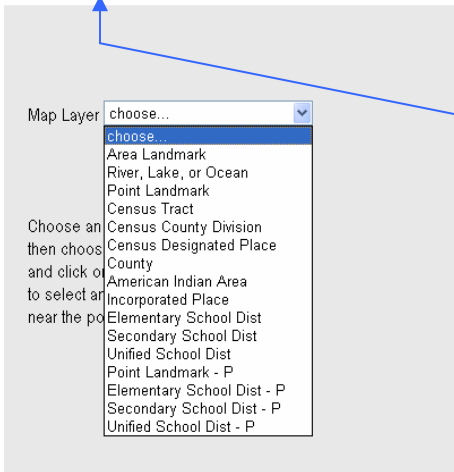 Map Layer choose...
choose...
Area Landmark
River, Lake, or Ocean
Point Landmark
Census Tract
Choose an Census County Division
then choos Census Designated Place
County
and click o American Indian Area
to select ar Incorporated Place
near the po Elementary School Dist
Secondary School Dist
Unified School Dist
Point Landmark - P
Elementary School Dist - P
Secondary School Dist - P
Unified School Dist - P